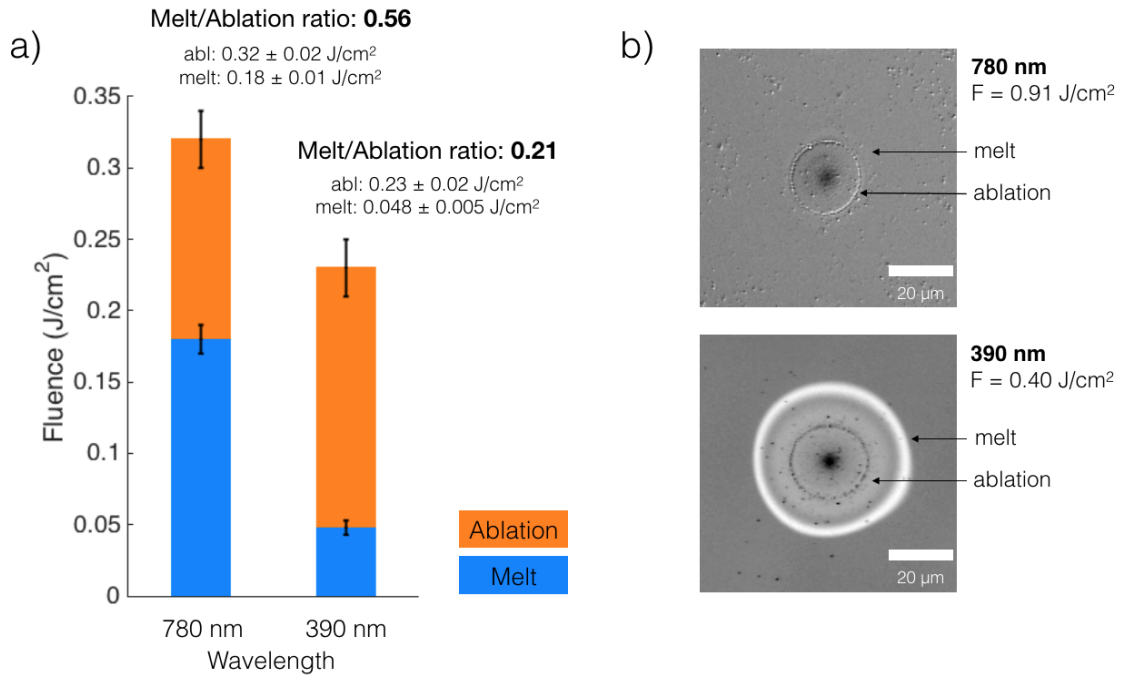 a)
Melt/Ablation ratio: 0.56
abl: 0.32 ± 0.02 J/cm²
melt: 0.18 ± 0.01 J/cm²
Melt/Ablation ratio: 0.21
abl: 0.23 ± 0.02 J/cm²
melt: 0.048 ± 0.005 J/cm²
Fluence (J/cm²)
0.35
0.3
0.25
0.2
0.15
0.1
0.05
0
780 nm
390 nm
Wavelength
Ablation
Melt
b)
780 nm
F = 0.91 J/cm²
melt
ablation
20 µm
390 nm
F = 0.40 J/cm²
melt
ablation
20 µm